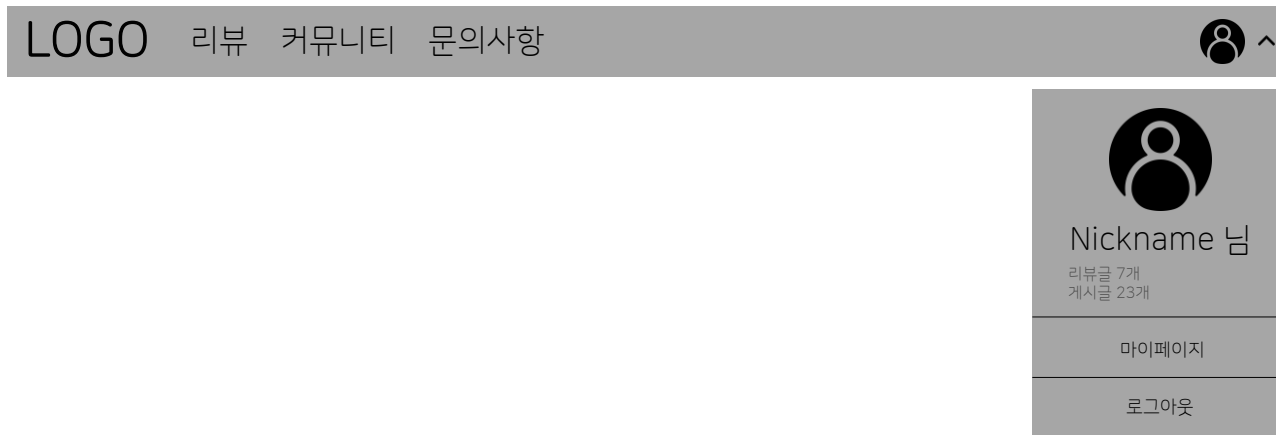 LOGO 리뷰 커뮤니티 문의사항
Nickname 님
리뷰글 7개
게시글 23개
마이페이지
로그아웃